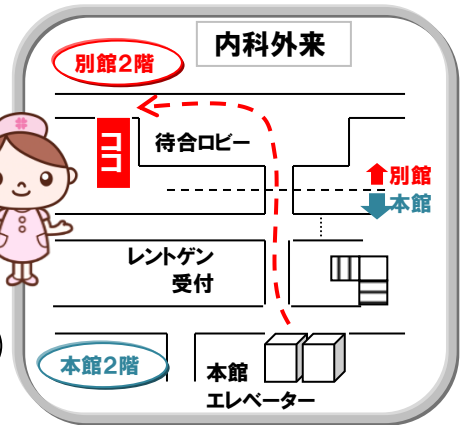 内科外来
別館２階
ココ
待合ロビー
別館
本館
レントゲン
受付
本館２階
本館
エレベーター